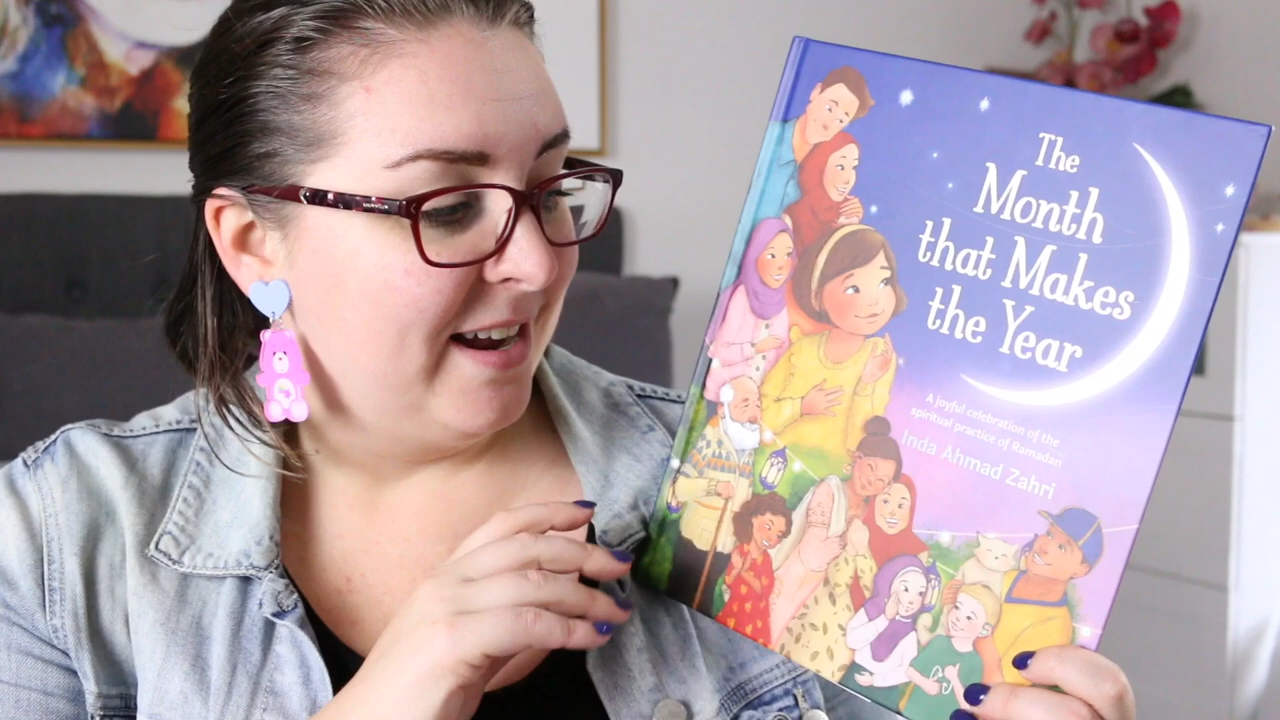 The
Month
that Makes
the Year
A joyful celebration of the
spiritual practice of Ramadan
Inda Ahmad Zahri